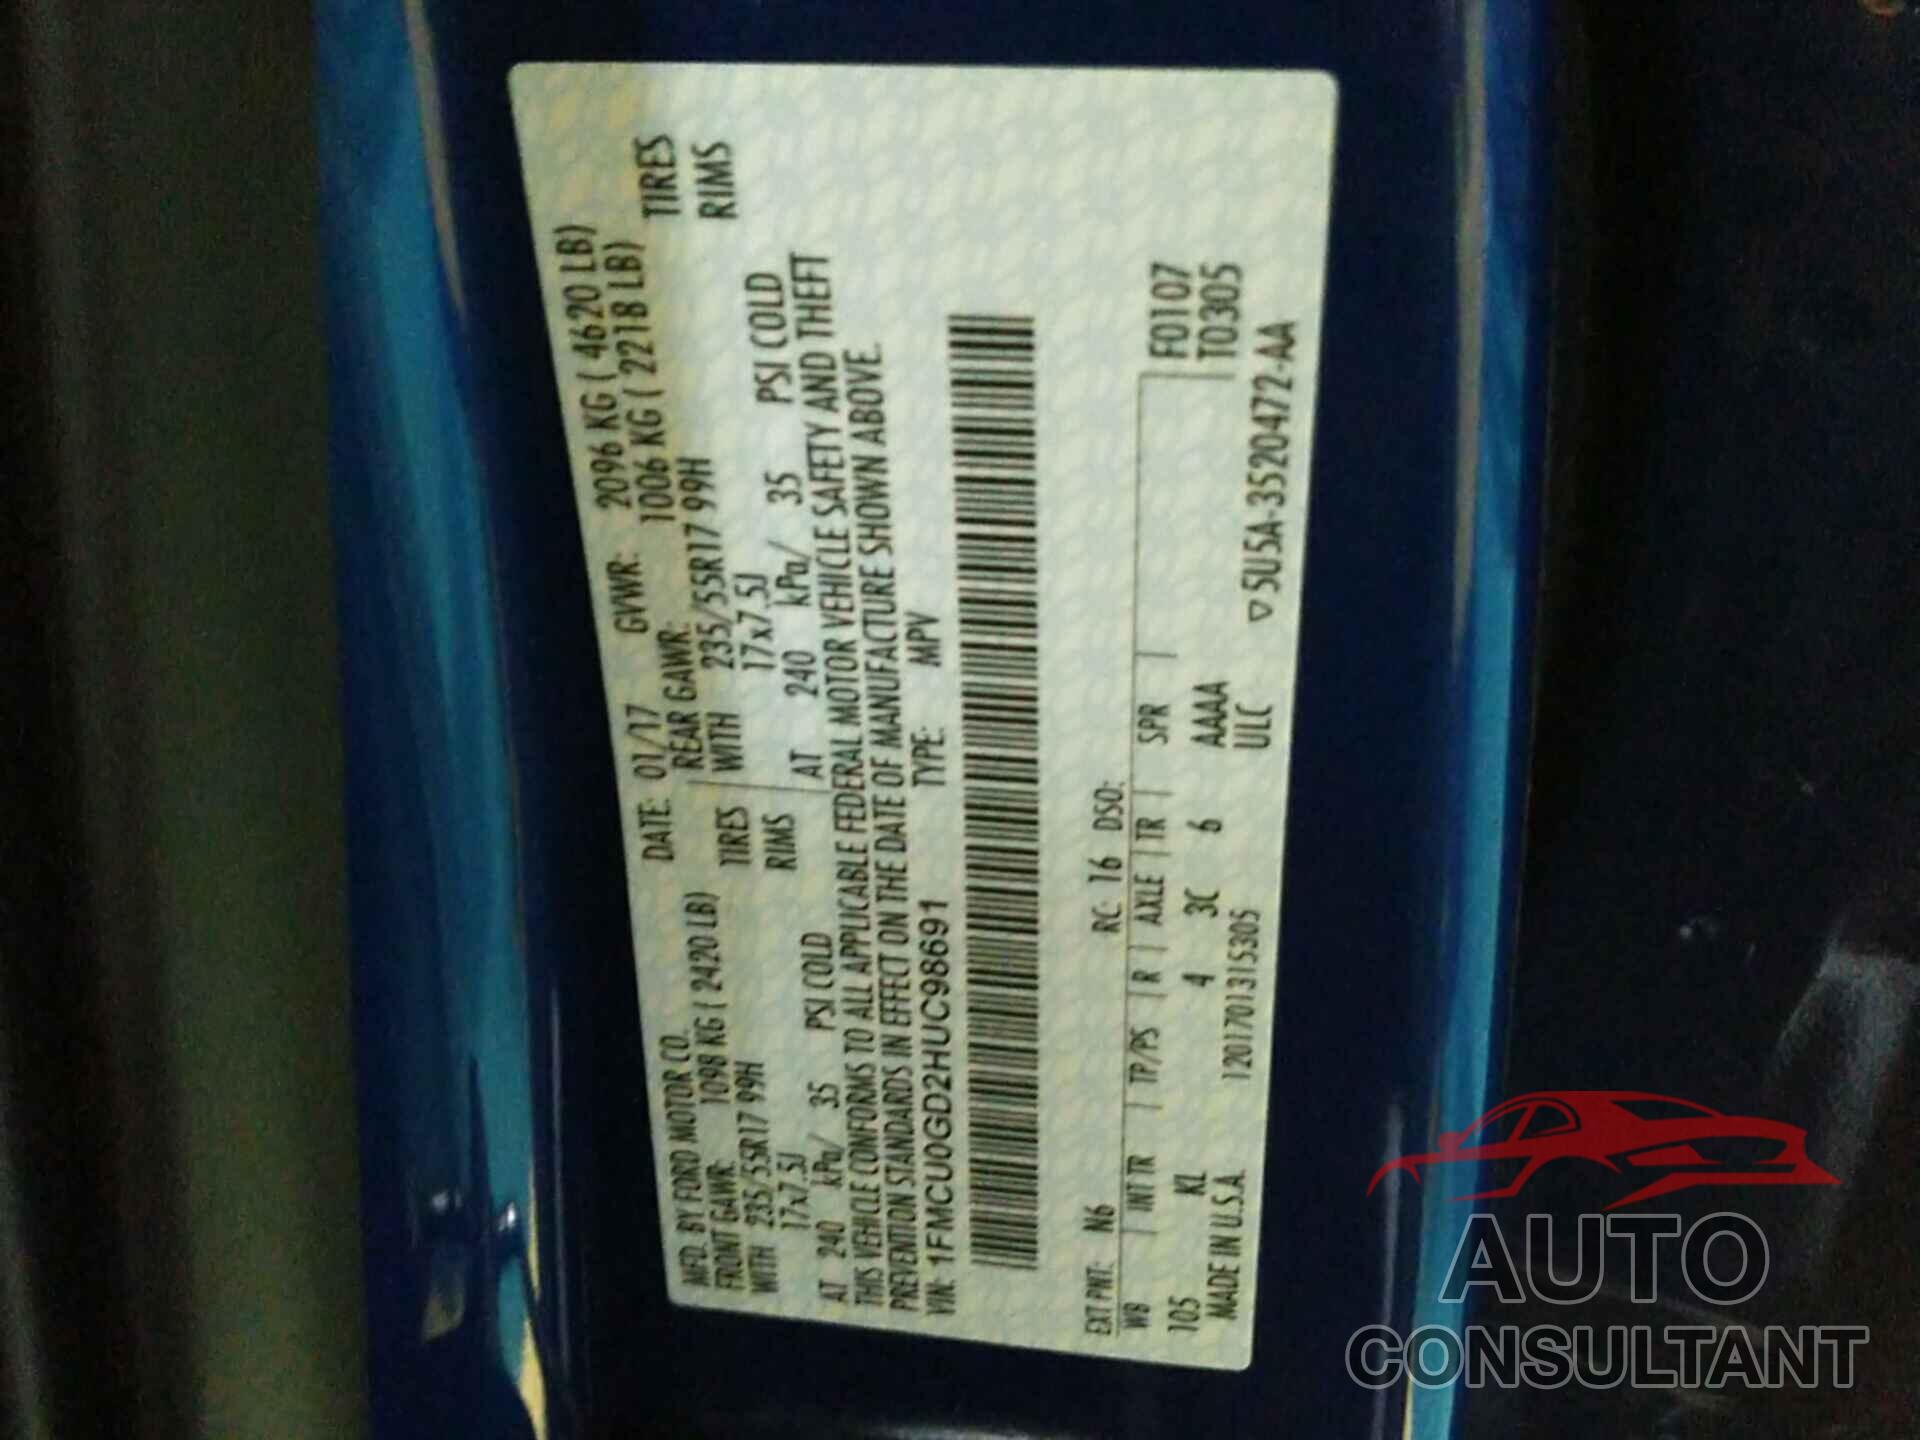 MFD. BY FORD MOTOR CO.
DATE: 01/17 GVWR: 2096 KG ( 4620 LB)
FRONT GAWR: 1098 KG ( 2420 LB) REAR GAWR: 1006 KG ( 2218 LB)
WITH 235/55R17 99H TIRES WITH 235/55R17 99H TIRES
17x7.5J RIMS 17x7.5J RIMS
AT 240 kPa/ 35 PSI COLD AT 240 kPa/ 35 PSI COLD
THIS VEHICLE CONFORMS TO ALL APPLICABLE FEDERAL MOTOR VEHICLE SAFETY AND THEFT
PREVENTION STANDARDS IN EFFECT ON THE DATE OF MANUFACTURE SHOWN ABOVE.
VIN: 1FMCU0GD2HUC98691 TYPE: MPV
EXT PNT: N6 RC: 16 DSO:
WB | INT TR | TP/PS | R | AXLE | TR | SPR | F0107
105 KL 4 3C 6 AAAA T0305
MADE IN U.S.A. 120170131S305 ULC ▽5U5A-3520472-AA
AUTO
CONSULTANT